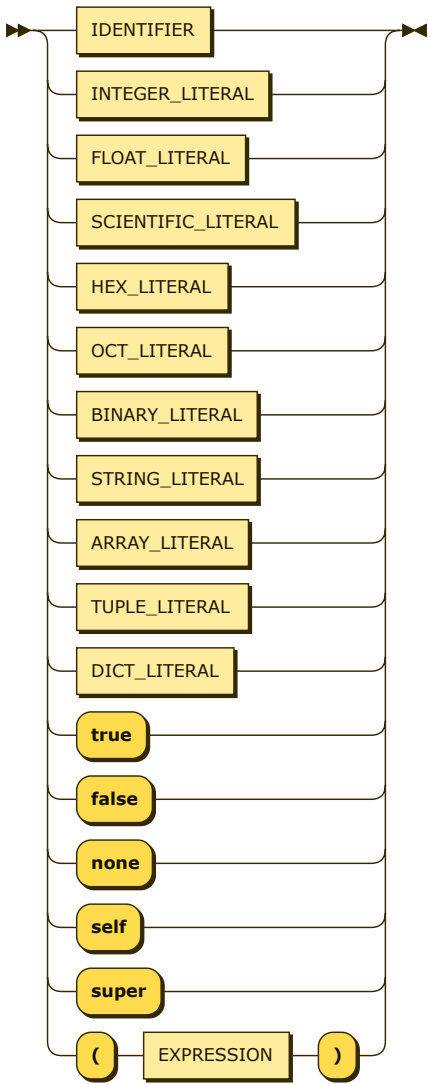 IDENTIFIER
INTEGER_LITERAL
FLOAT_LITERAL
SCIENTIFIC_LITERAL
HEX_LITERAL
OCT_LITERAL
BINARY_LITERAL
STRING_LITERAL
ARRAY_LITERAL
TUPLE_LITERAL
DICT_LITERAL
true
false
none
self
super
( EXPRESSION )